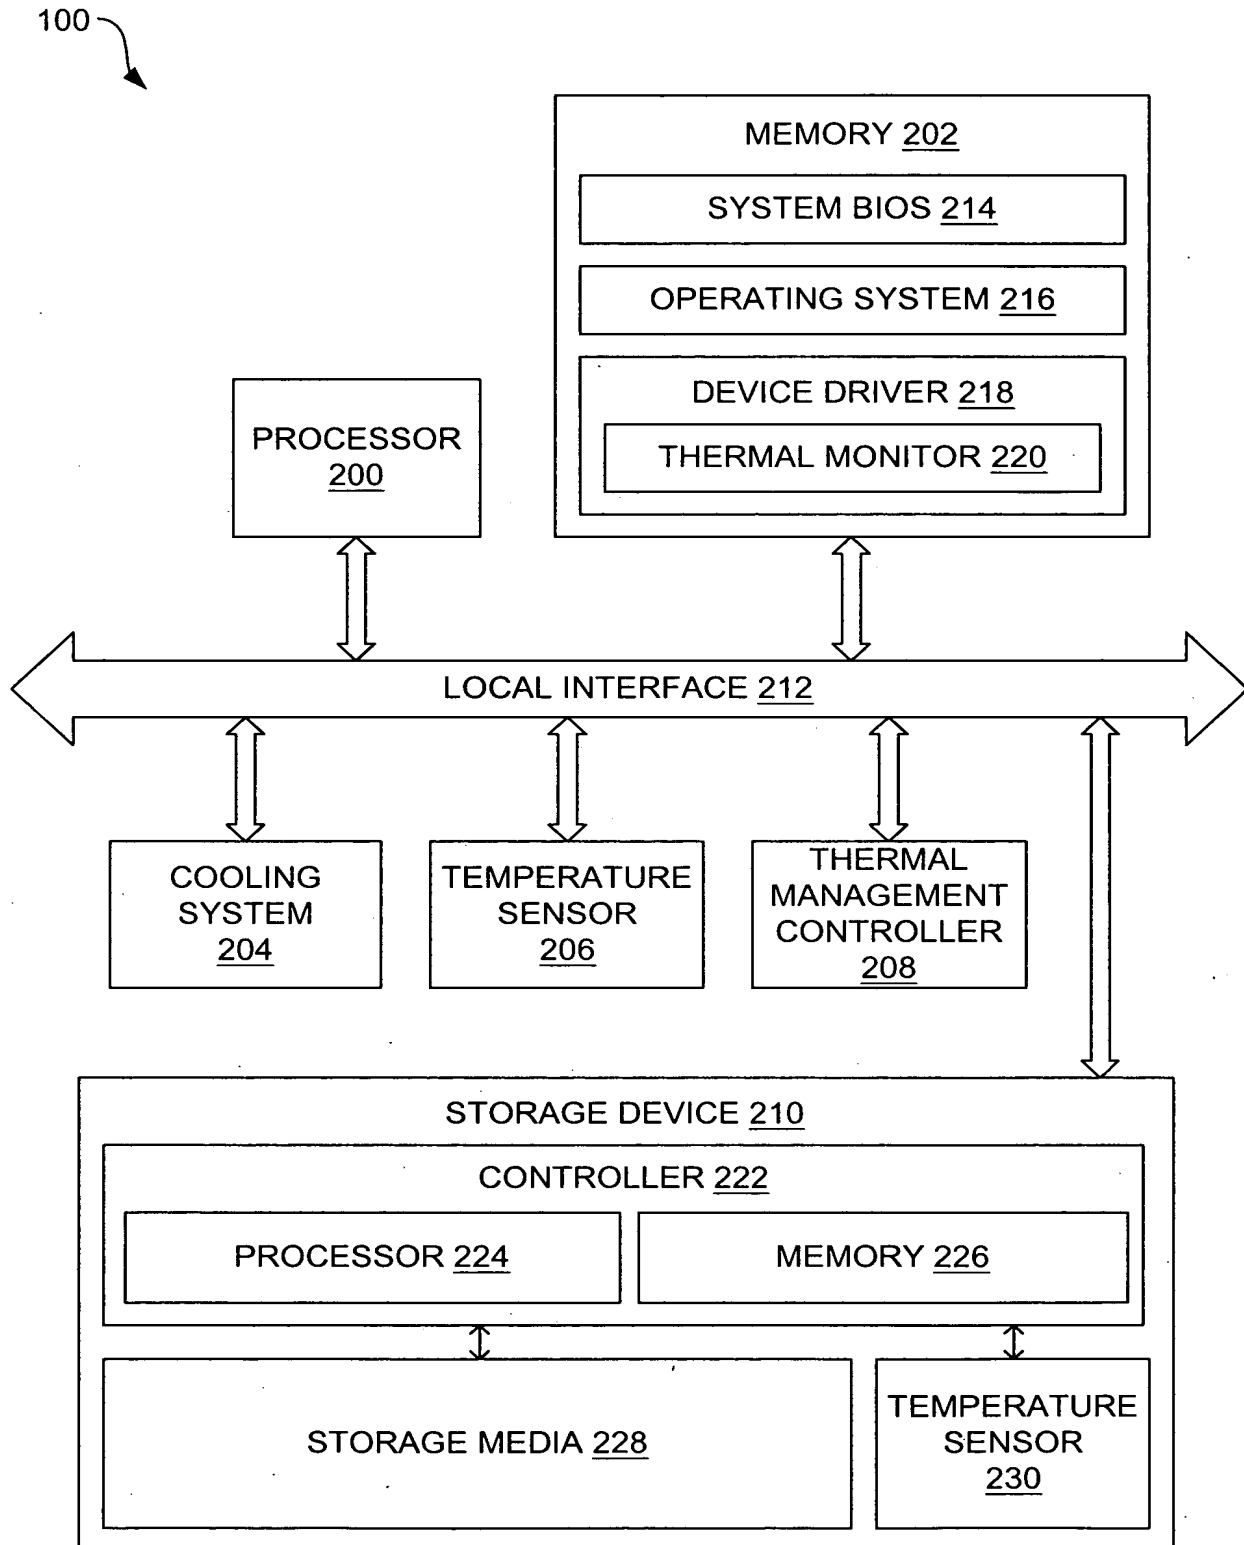 100
MEMORY 202
SYSTEM BIOS 214
OPERATING SYSTEM 216
DEVICE DRIVER 218
THERMAL MONITOR 220
PROCESSOR
200
LOCAL INTERFACE 212
COOLING
SYSTEM
204
TEMPERATURE
SENSOR
206
THERMAL
MANAGEMENT
CONTROLLER
208
STORAGE DEVICE 210
CONTROLLER 222
PROCESSOR 224
MEMORY 226
STORAGE MEDIA 228
TEMPERATURE
SENSOR
230